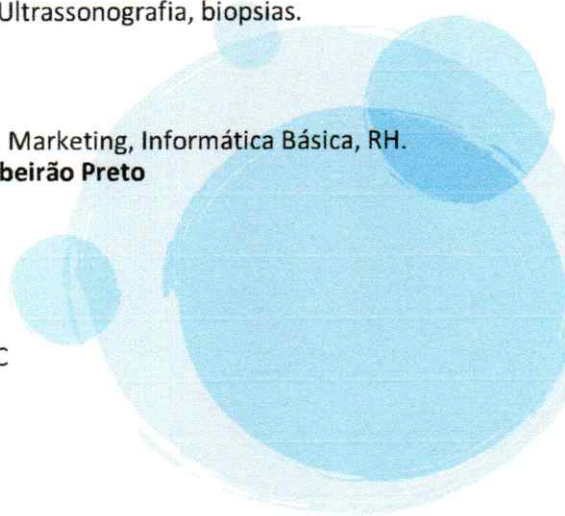 Ultrassonografia, biopsias.
Marketing, Informática Básica, RH.
beirão Preto
C